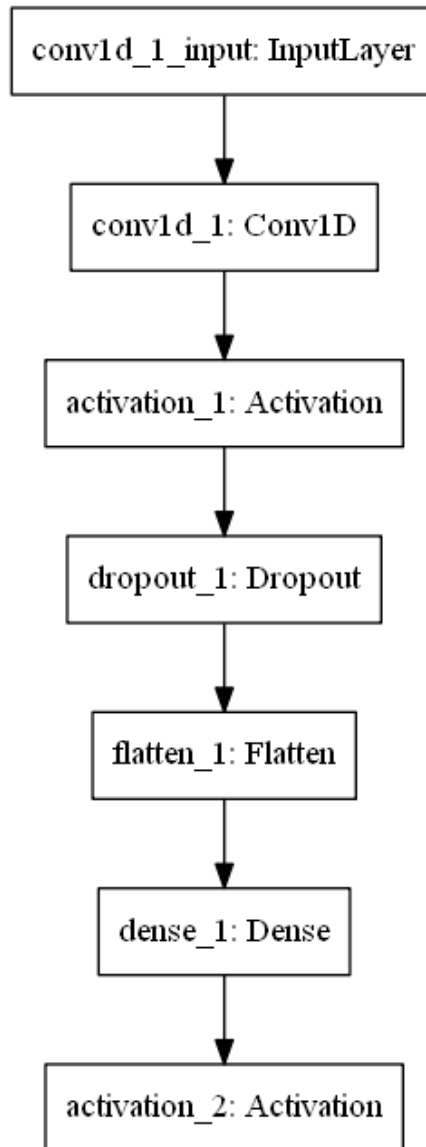 conv1d_1_input: InputLayer
conv1d_1: Conv1D
activation_1: Activation
dropout_1: Dropout
flatten_1: Flatten
dense_1: Dense
activation_2: Activation